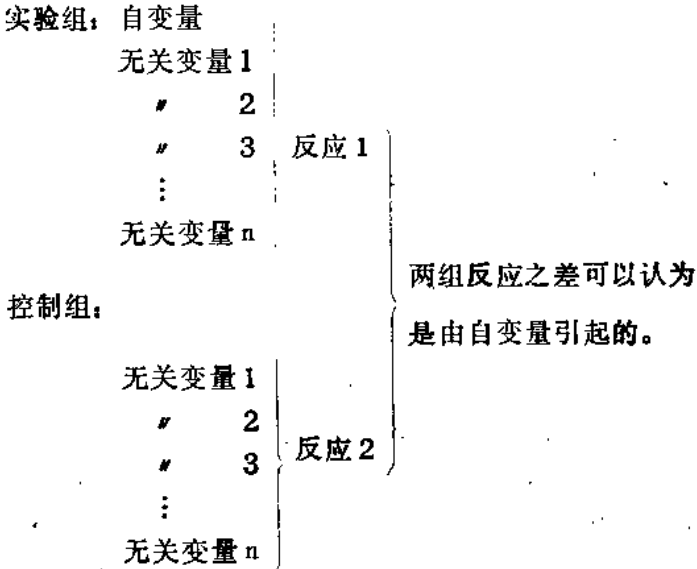 实验组：自变量
无关变量1
〃 2
〃 3 反应1
⋮
无关变量n
两组反应之差可以认为
控制组：
是由自变量引起的。
无关变量1
〃 2
〃 3 反应2
⋮
无关变量n